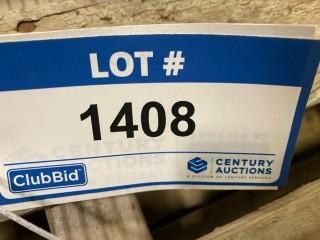 LOT #
1408
ClubBid
CENTURY
AUCTIONS
A DIVISION OF CENTURY SERVICES